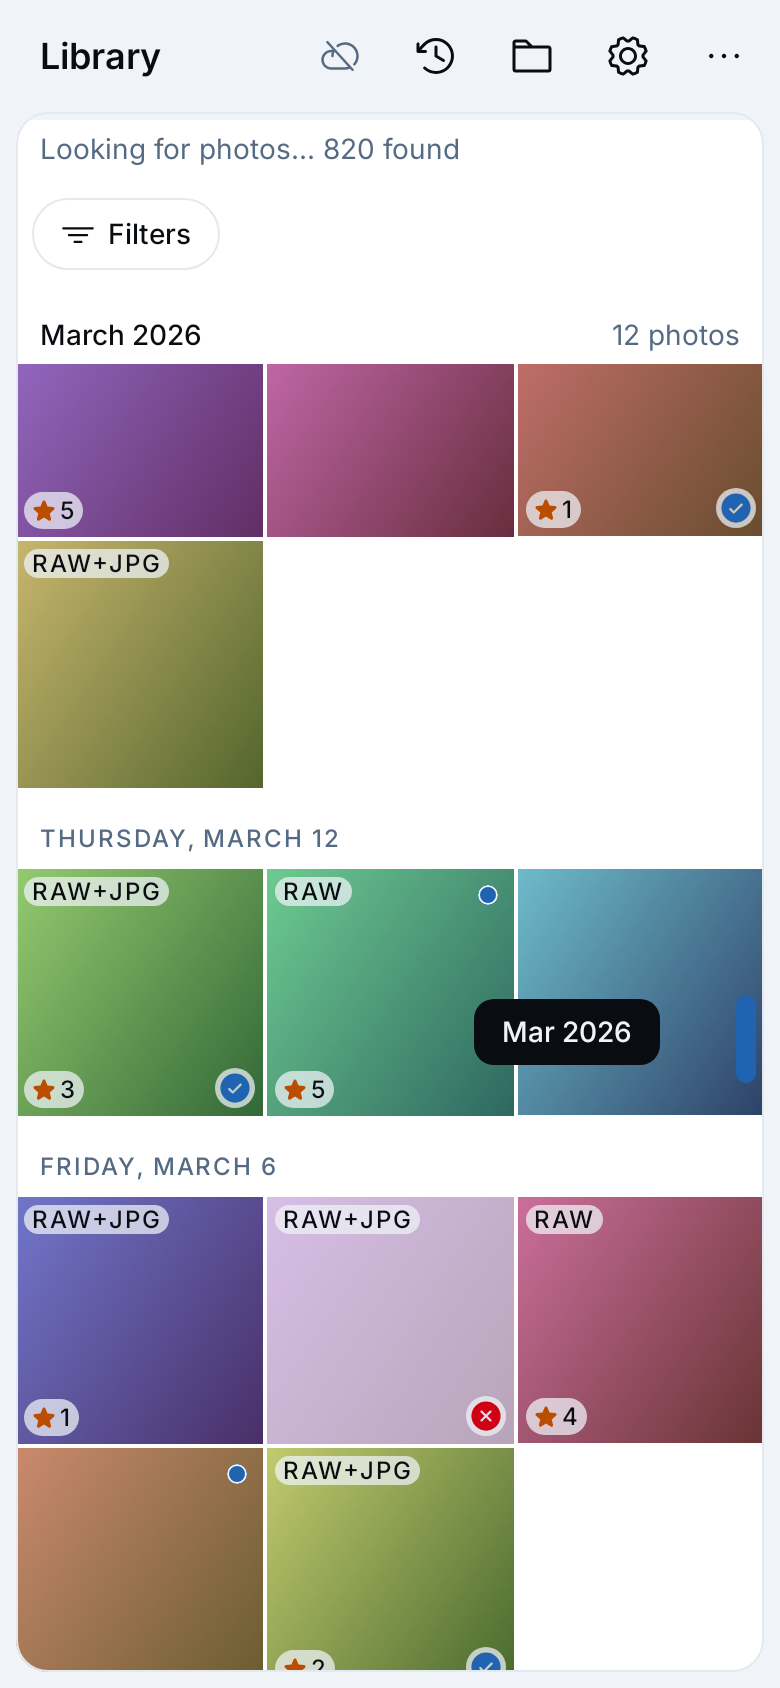 Library
Looking for photos... 820 found
Filters
March 2026
12 photos
5
1
RAW+JPG
THURSDAY, MARCH 12
RAW+JPG
RAW
Mar 2026
3
5
FRIDAY, MARCH 6
RAW+JPG
RAW+JPG
RAW
1
4
RAW+JPG
2